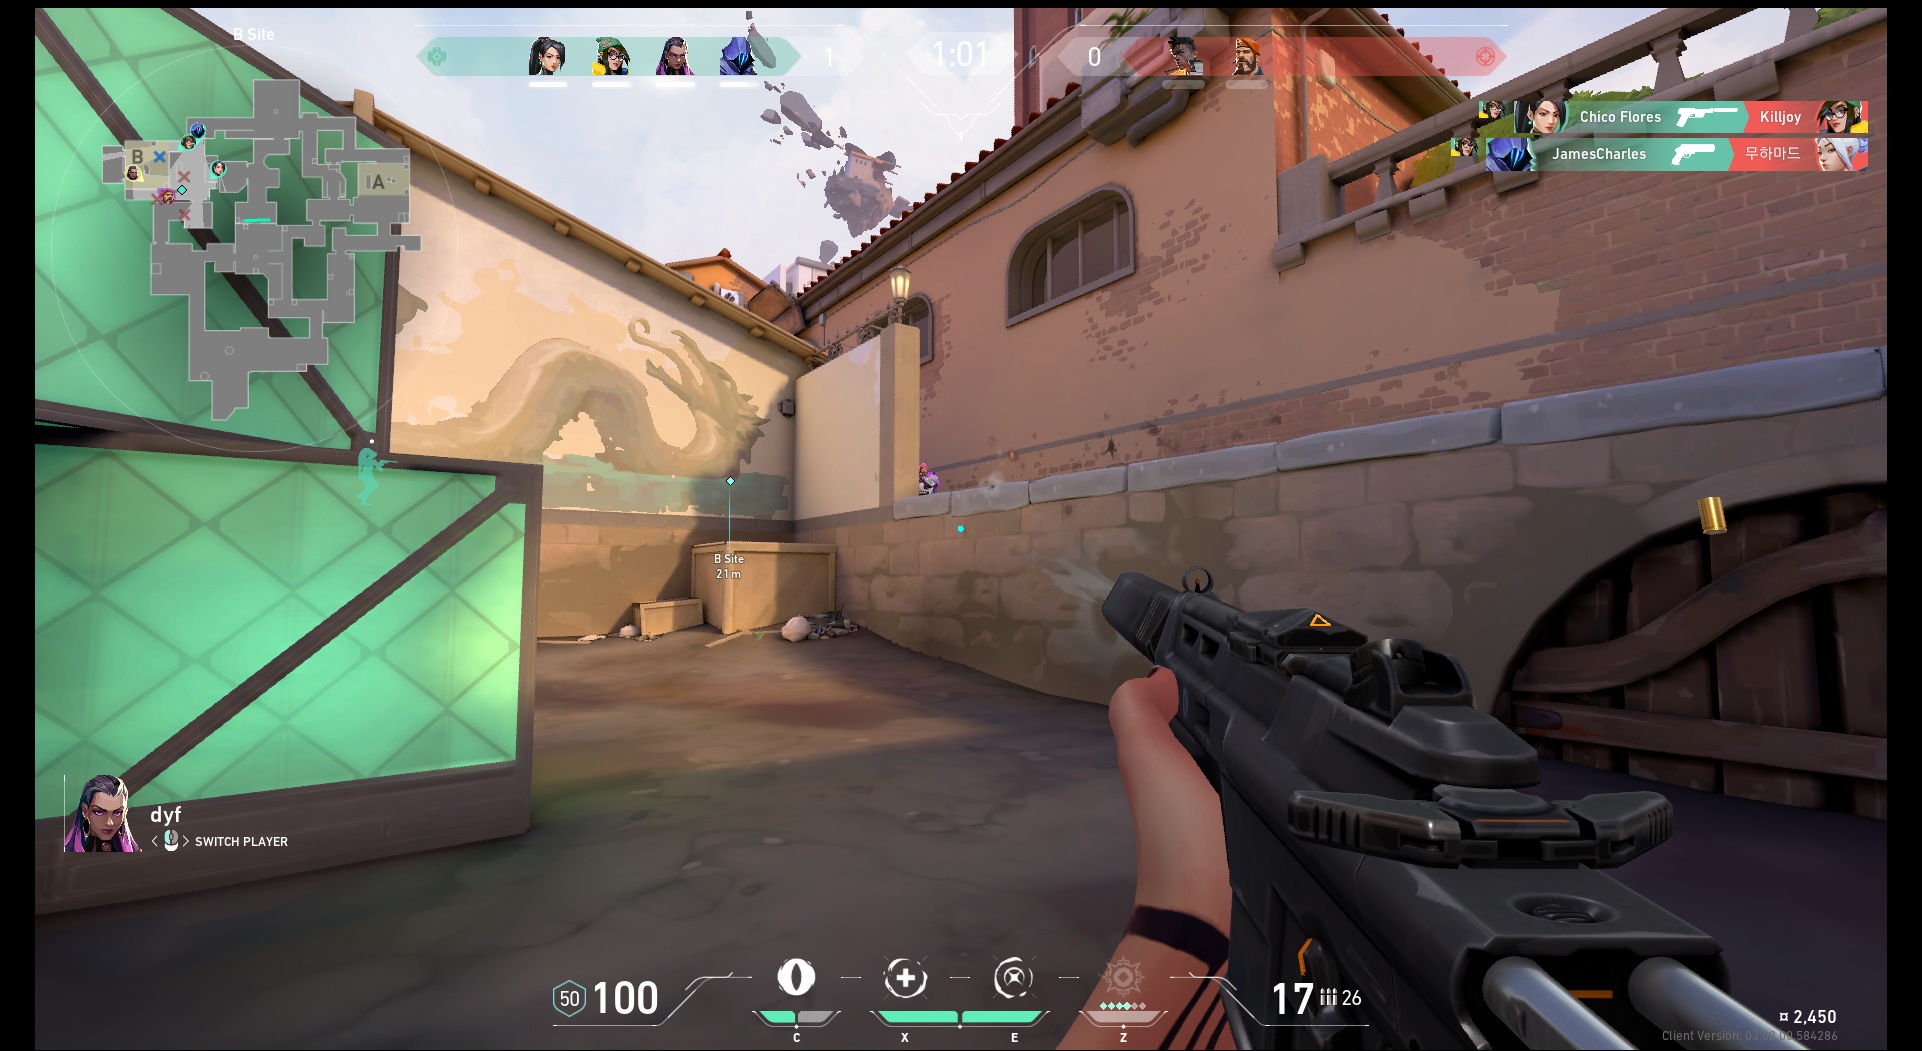 B Site
1
1:01
0
Chico Flores
Killjoy
JamesCharles
무하마드
B
A
B Site
21m
dyf
SWITCH PLAYER
50
100
C
X
E
Z
17
26
¤ 2,450